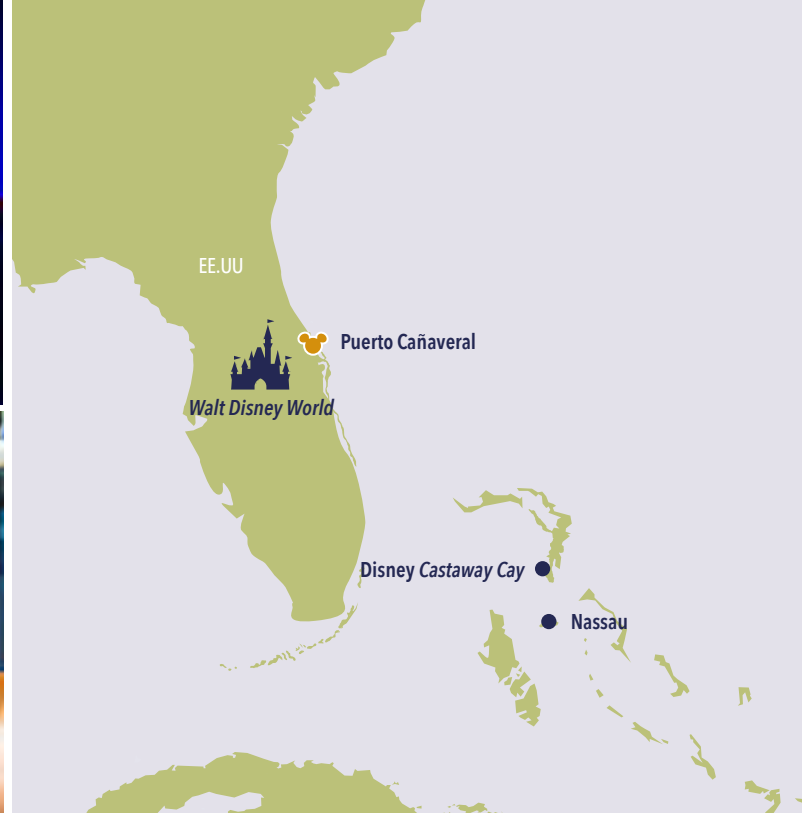 EE.UU
Puerto Cañaveral
Walt Disney World
Disney Castaway Cay
Nassau